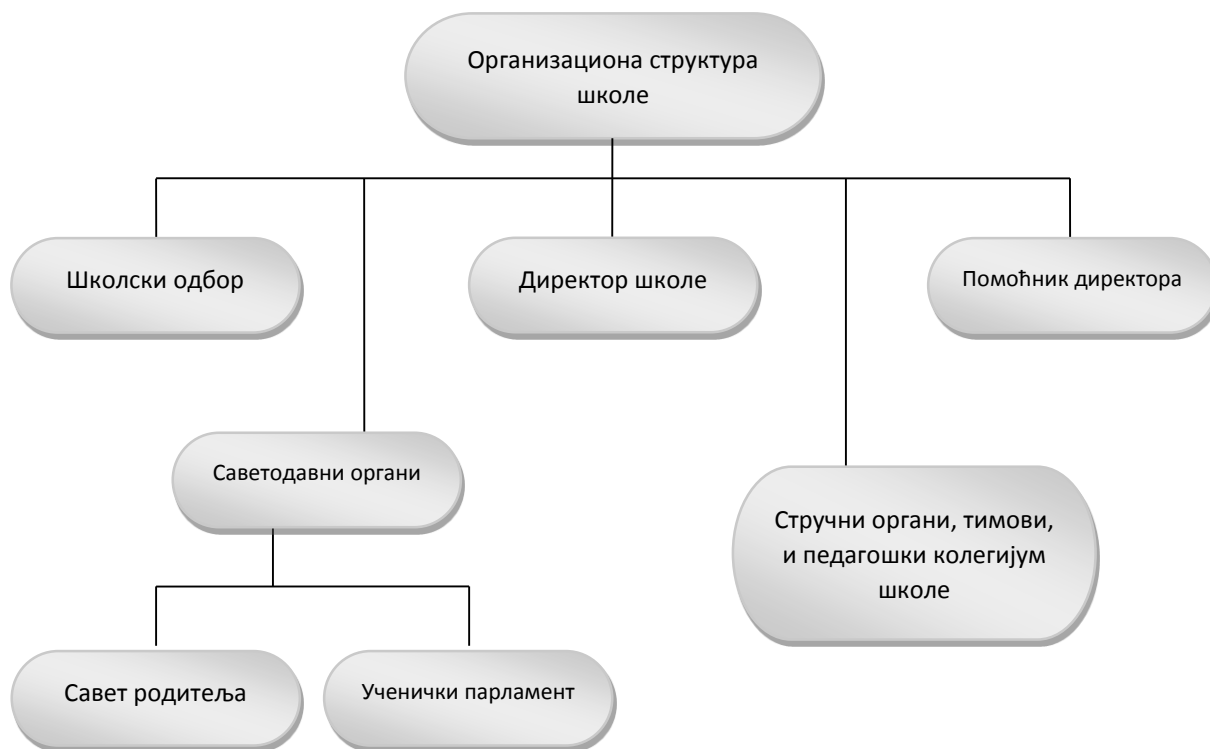 Организациона структура
школе
Школски одбор
Директор школе
Помоћник директора
Саветодавни органи
Стручни органи, тимови,
и педагошки колегијум
школе
Савет родитеља
Ученички парламент